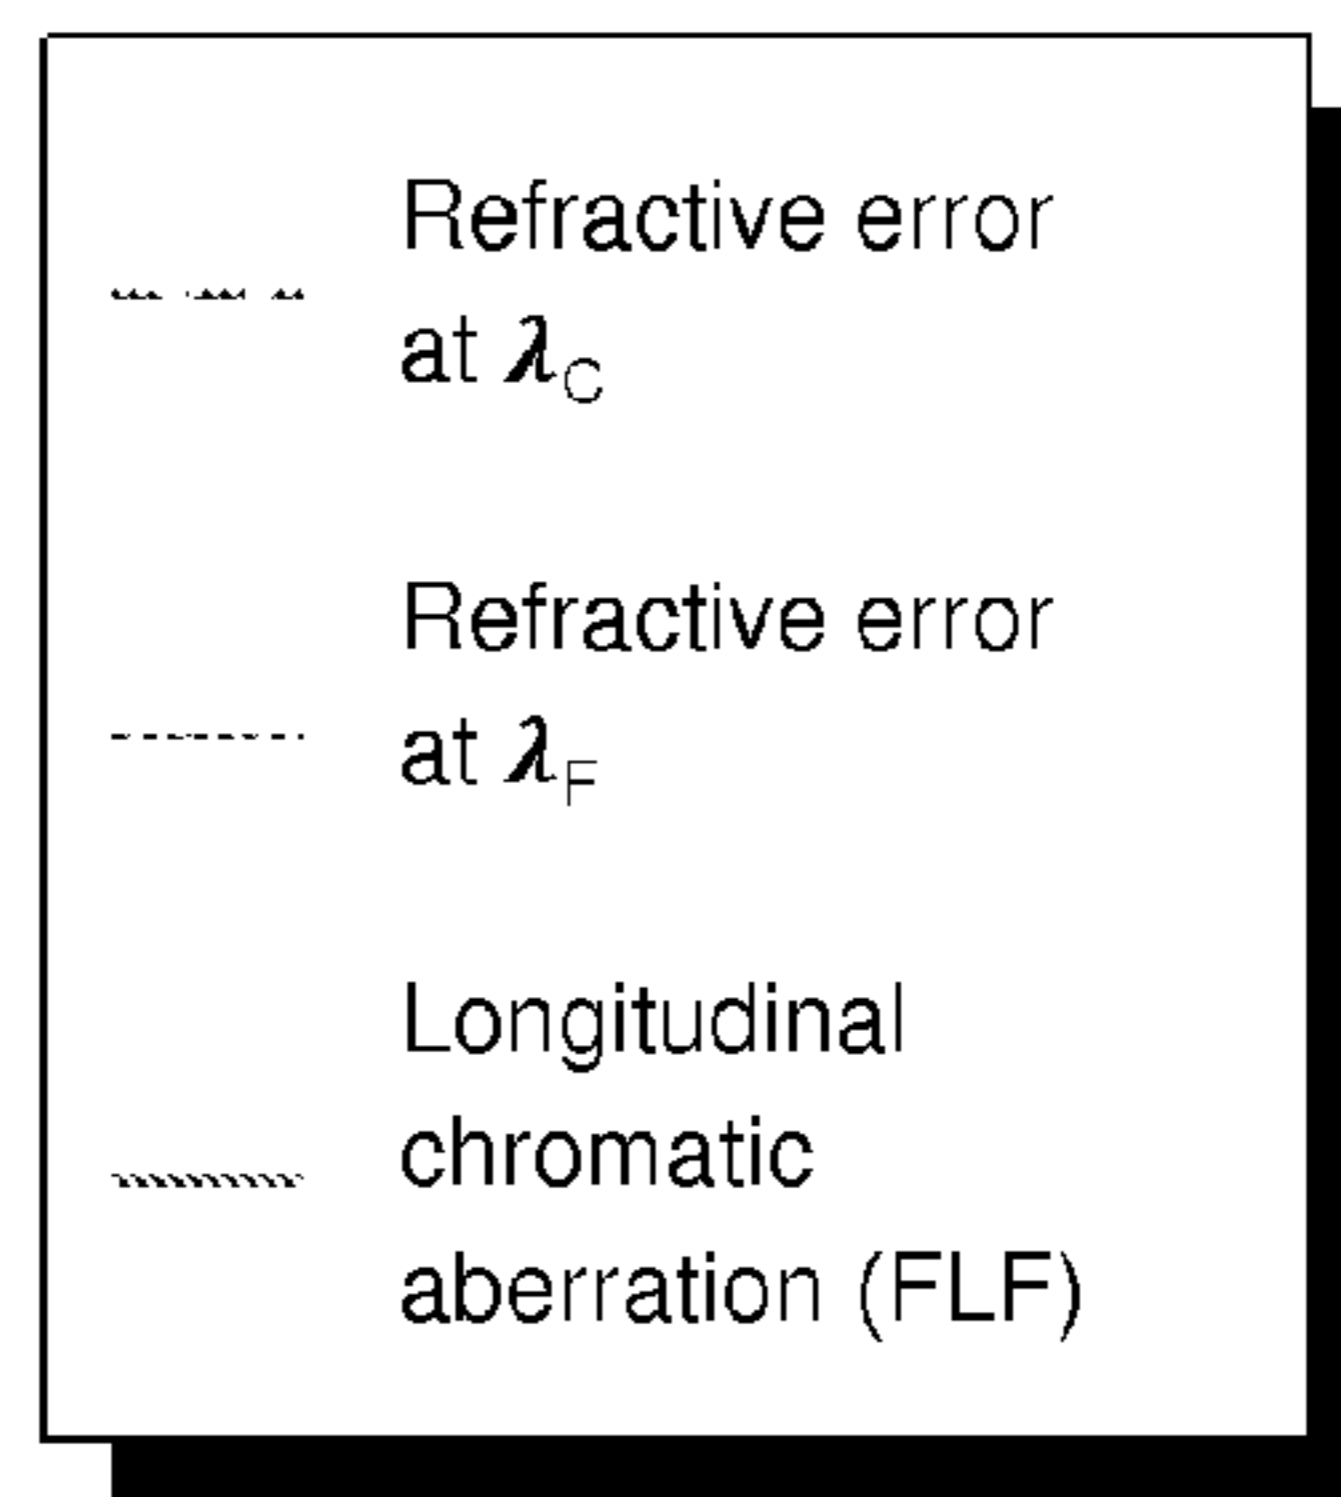 Refractive error
at λC
Refractive error
at λF
Longitudinal
chromatic
aberration (FLF)